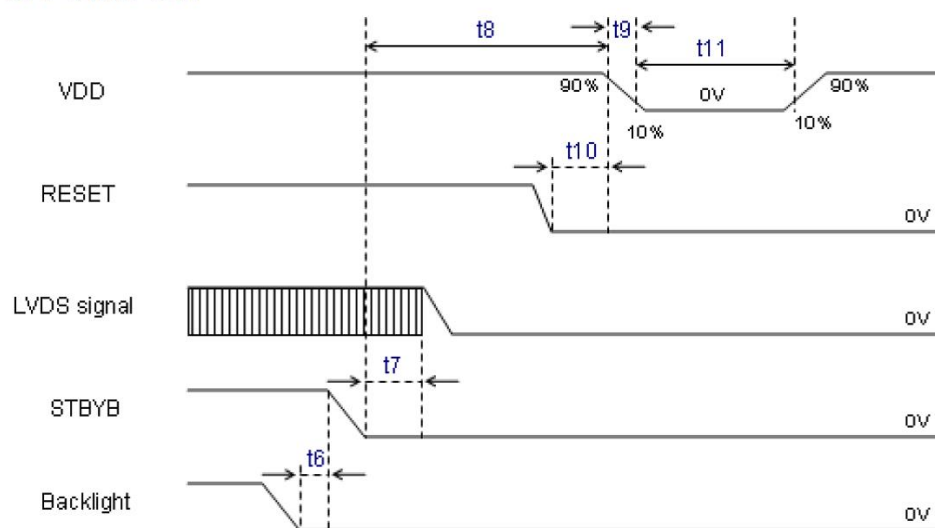 t8
t9
t11
VDD
90%
0V
90%
10%
10%
t10
RESET
0V
LVDS signal
0V
t7
STBYB
0V
t6
Backlight
0V